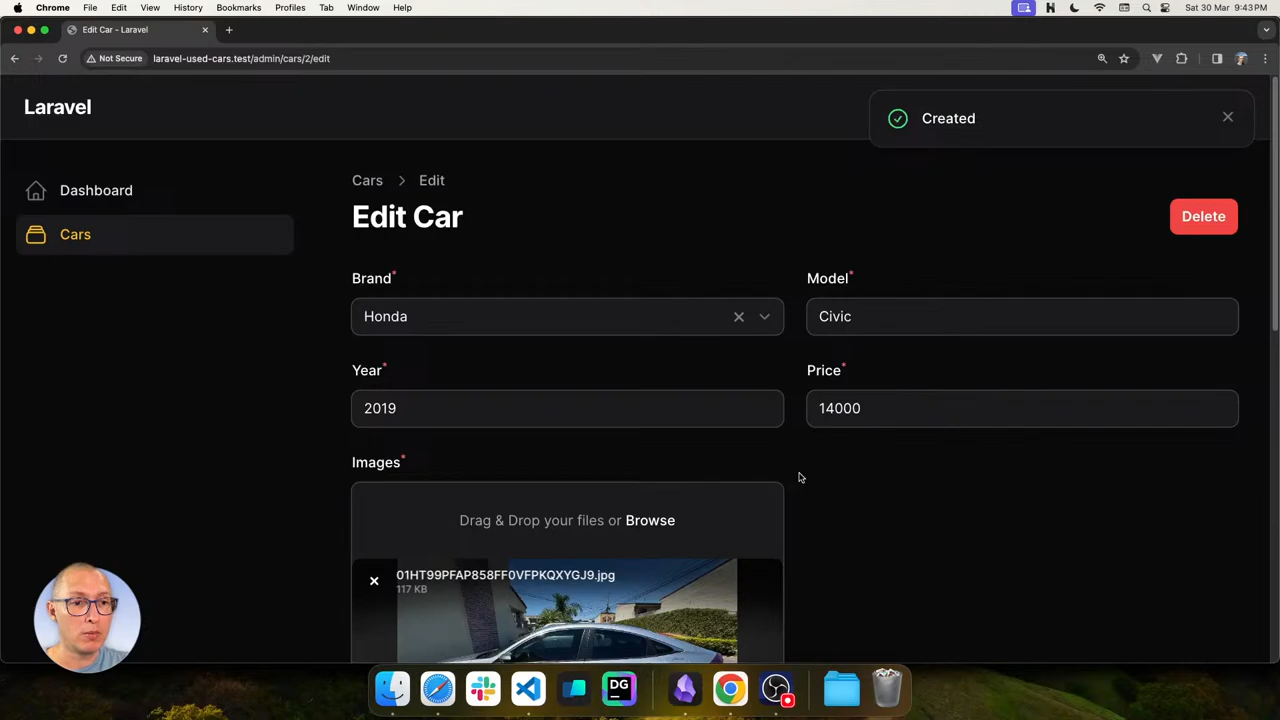 Chrome File Edit View History Bookmarks Profiles Tab Window Help
Sat 30 Mar 9:43 PM
Edit Car - Laravel
Not Secure laravel-used-cars.test/admin/cars/2/edit
Laravel
Created
Dashboard
Cars
Cars > Edit
Edit Car
Delete
Brand*
Model*
Honda
Civic
Year*
Price*
2019
14000
Images*
Drag & Drop your files or Browse
01HT99PFAP858FF0VFPKQXYGJ9.jpg
117 KB
DG